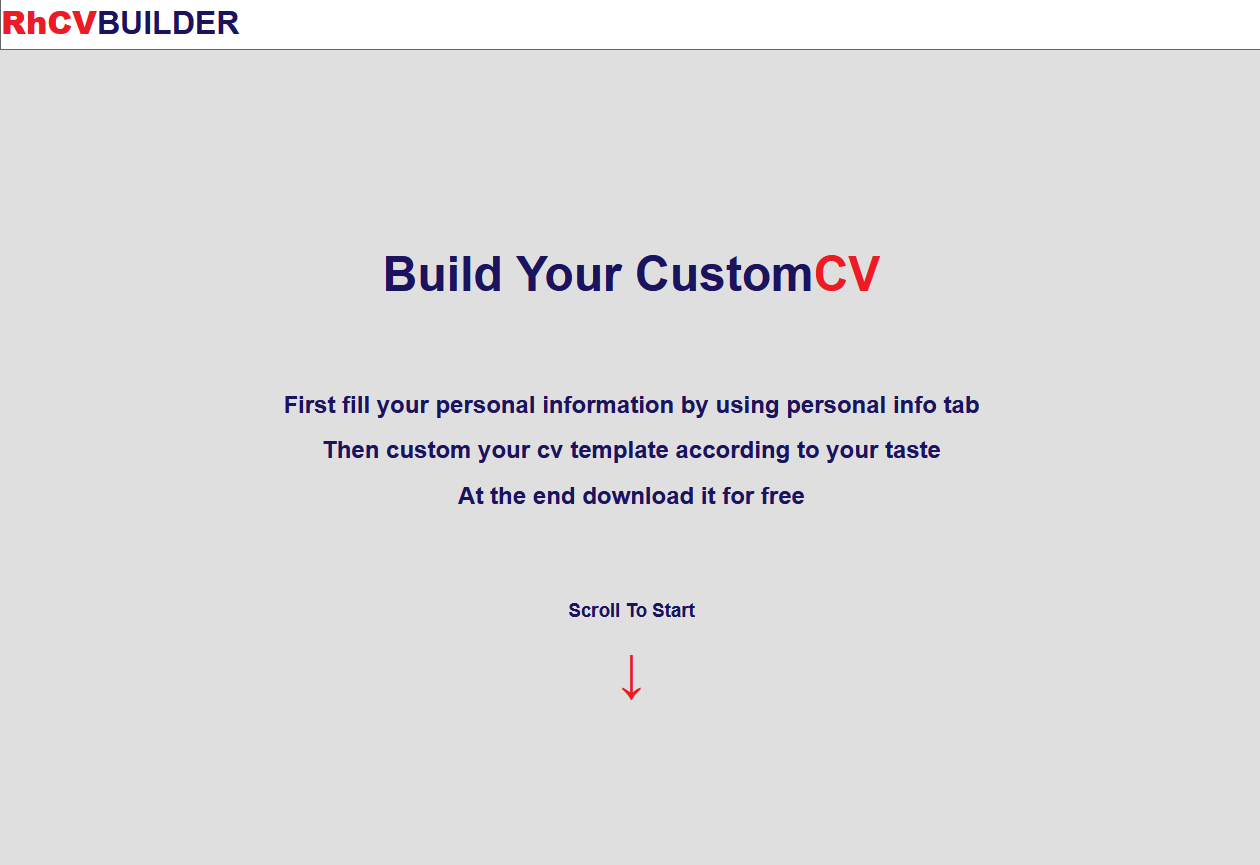 RhCVBUILDER
Build Your CustomCV
First fill your personal information by using personal info tab
Then custom your cv template according to your taste
At the end download it for free
Scroll To Start
↓